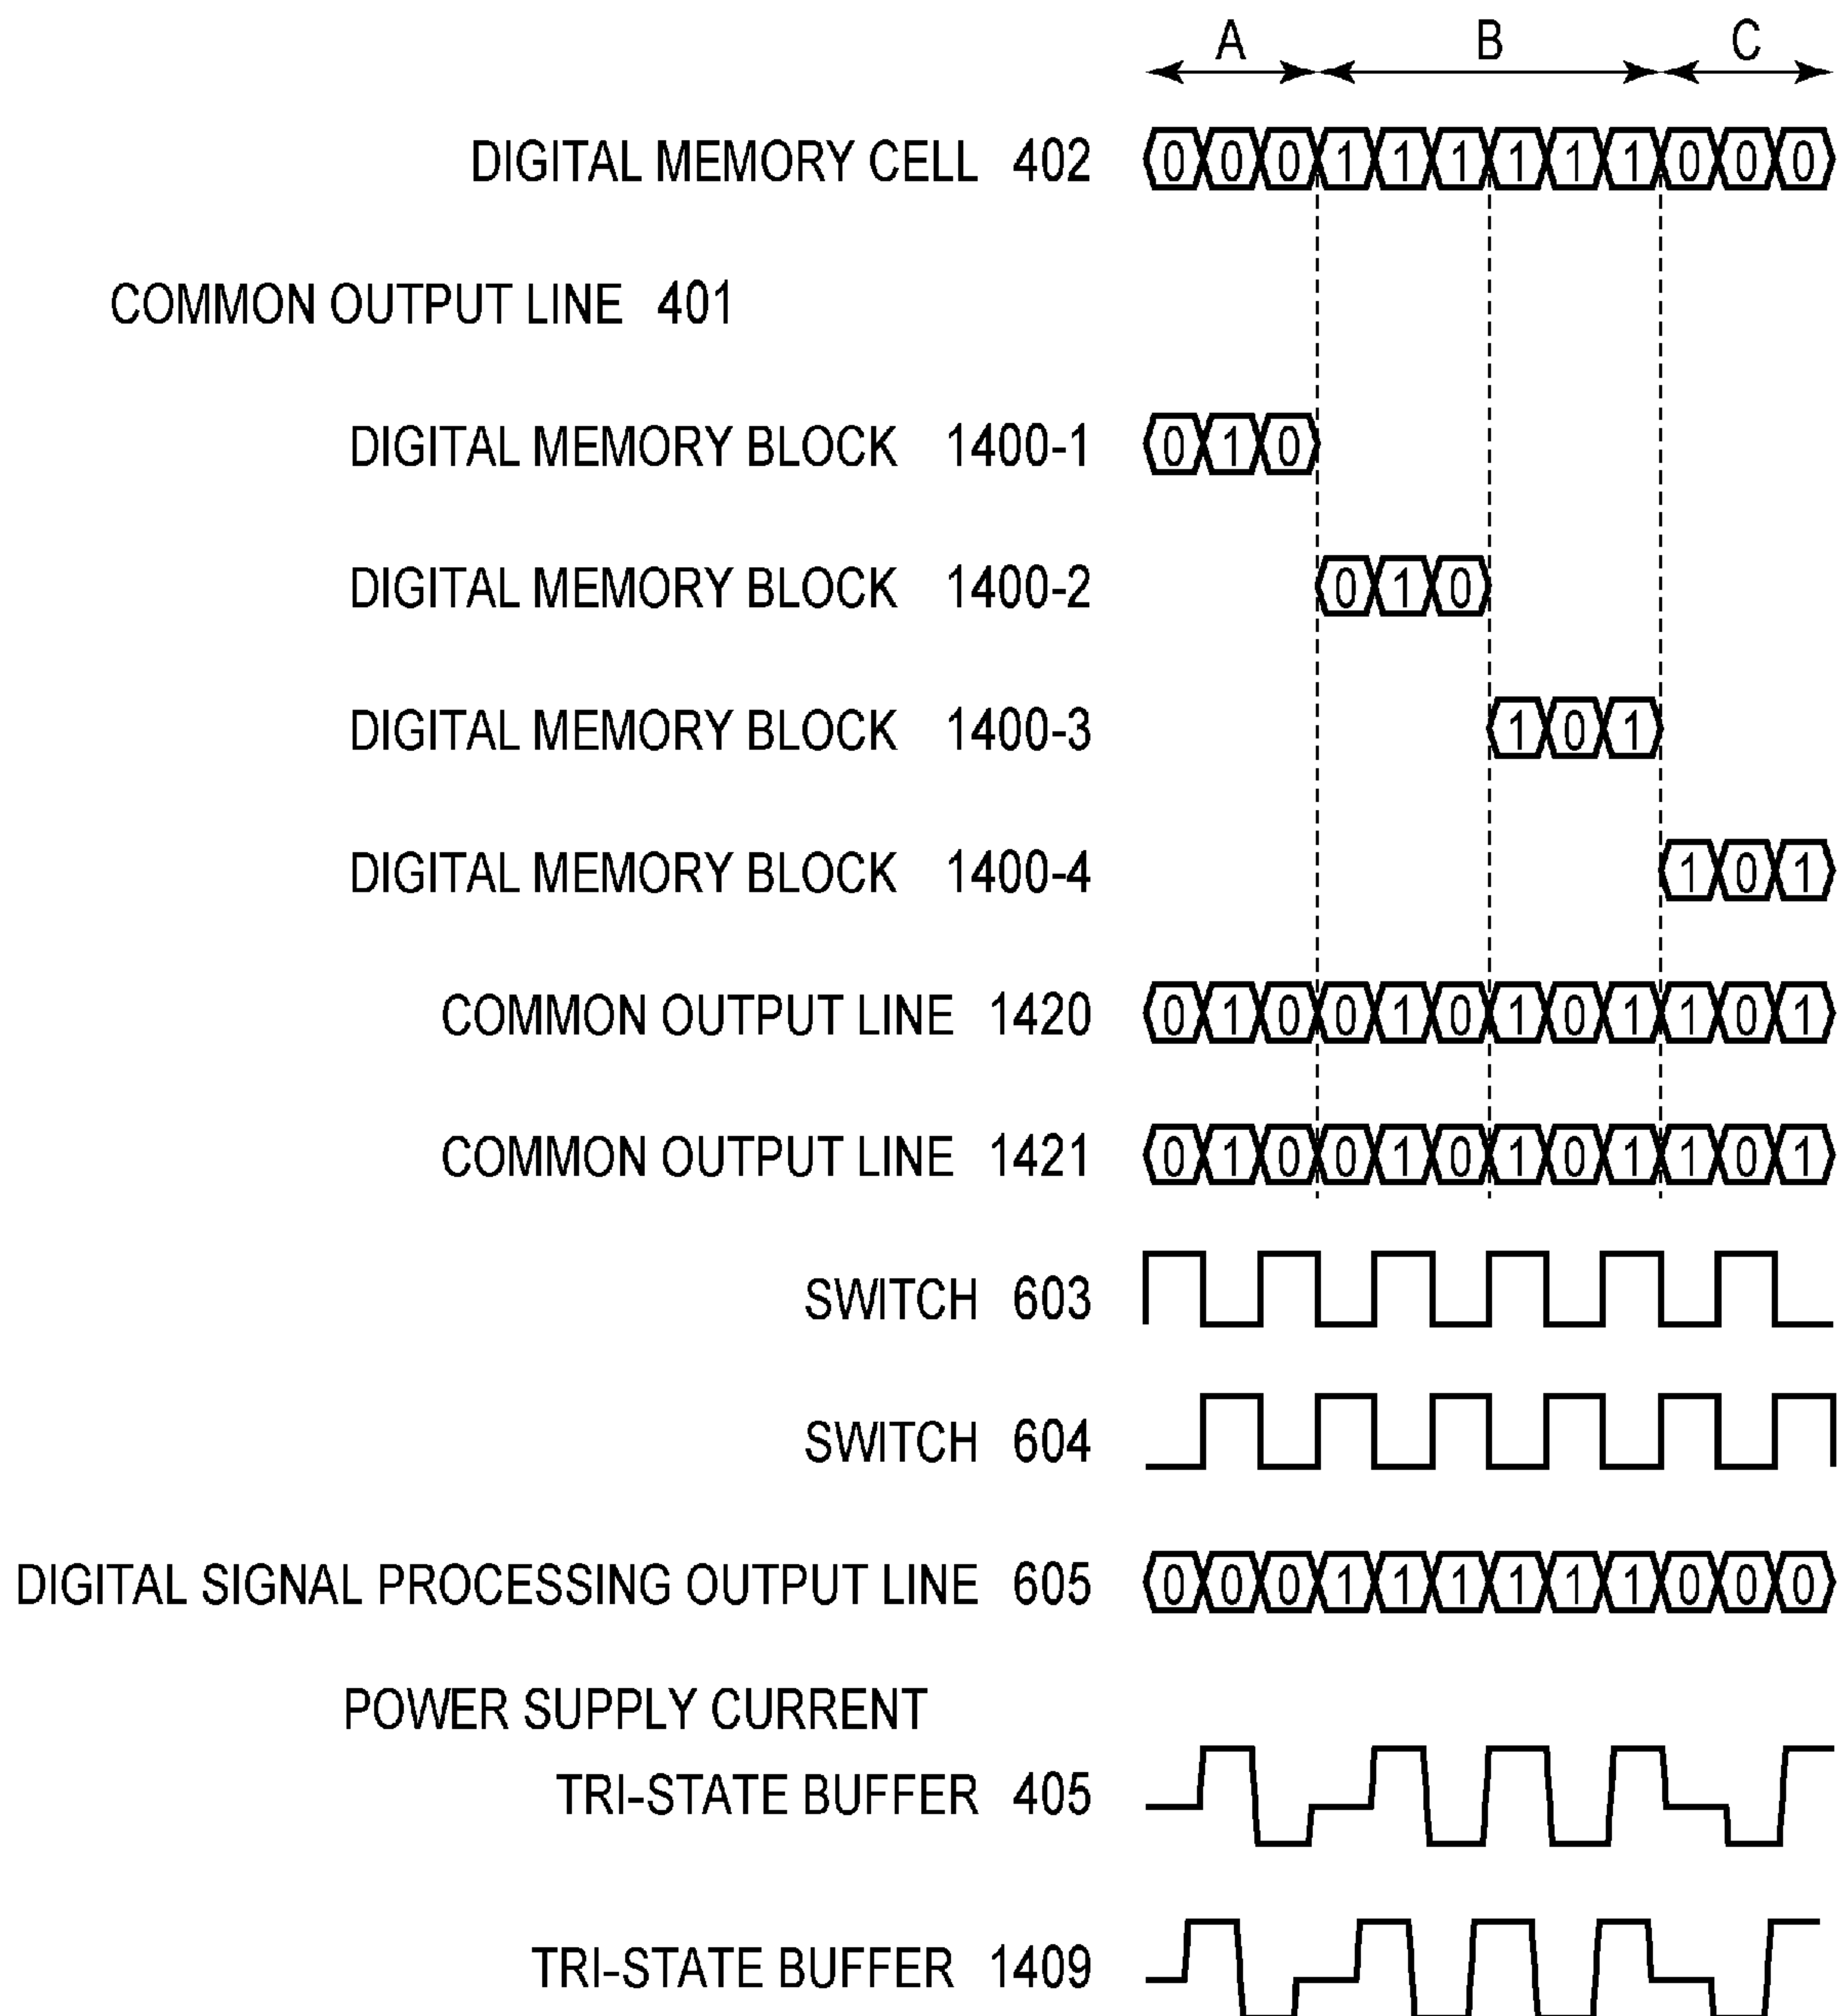 A B C
DIGITAL MEMORY CELL 402 0 0 0 1 1 1 1 1 1 0 0 0
COMMON OUTPUT LINE 401
DIGITAL MEMORY BLOCK 1400-1 0 1 0
DIGITAL MEMORY BLOCK 1400-2 0 1 0
DIGITAL MEMORY BLOCK 1400-3 1 0 1
DIGITAL MEMORY BLOCK 1400-4 1 0 1
COMMON OUTPUT LINE 1420 0 1 0 0 1 0 1 0 1 1 0 1
COMMON OUTPUT LINE 1421 0 1 0 0 1 0 1 0 1 1 0 1
SWITCH 603
SWITCH 604
DIGITAL SIGNAL PROCESSING OUTPUT LINE 605 0 0 0 1 1 1 1 1 1 0 0 0
POWER SUPPLY CURRENT
TRI-STATE BUFFER 405
TRI-STATE BUFFER 1409